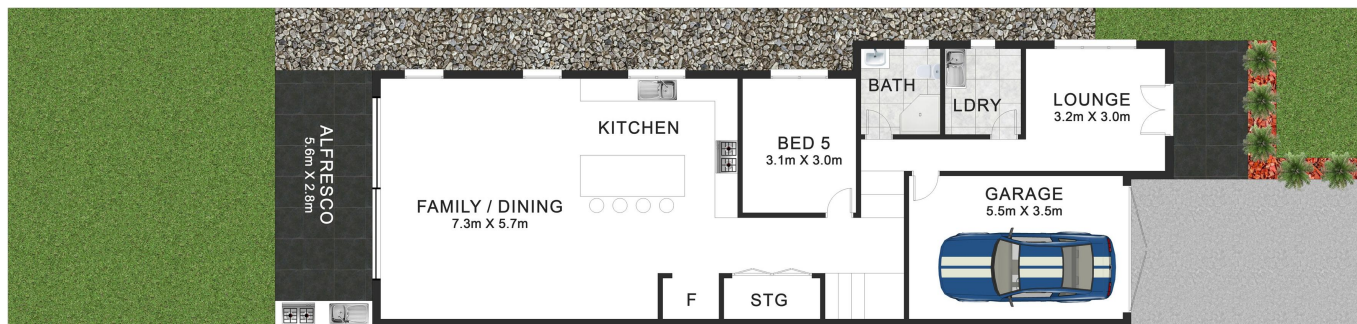 ALFRESCO
5.6m X 2.8m
FAMILY / DINING
7.3m X 5.7m
KITCHEN
BED 5
3.1m X 3.0m
BATH
LDRY
LOUNGE
3.2m X 3.0m
GARAGE
5.5m X 3.5m
F
STG